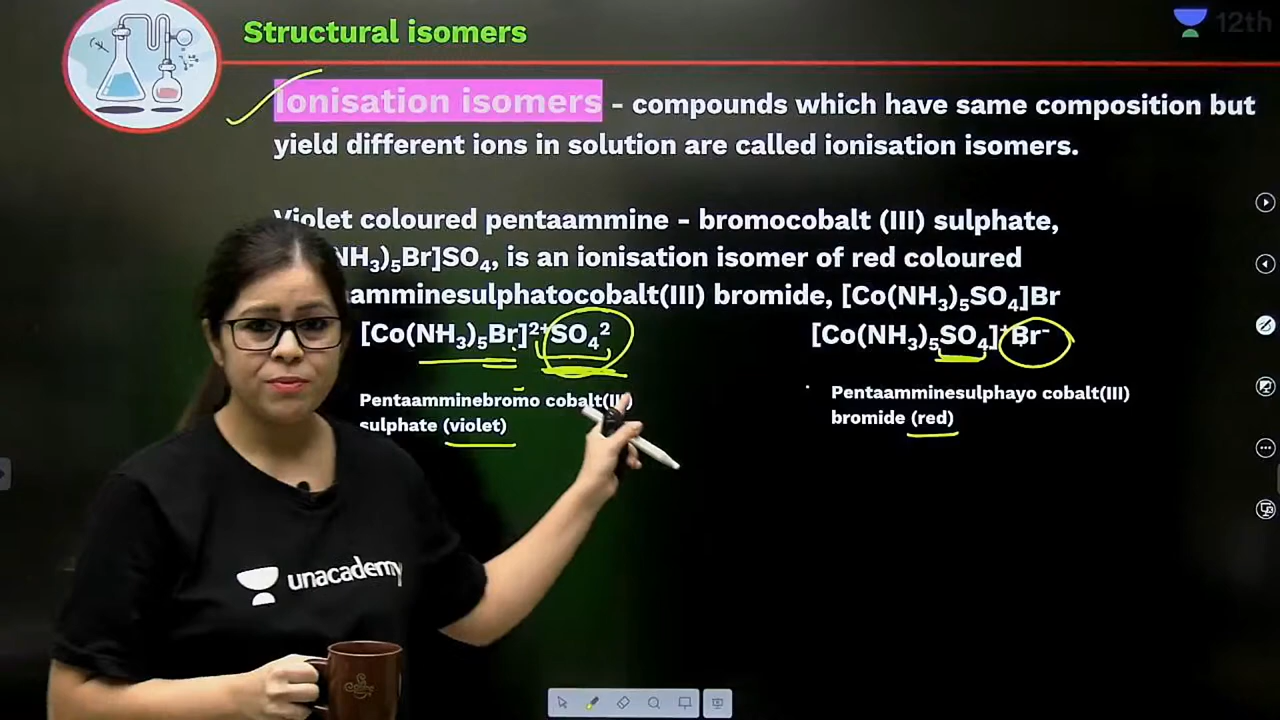 Structural isomers
12th
Ionisation isomers - compounds which have same composition but
yield different ions in solution are called ionisation isomers.
Violet coloured pentaammine - bromocobalt (III) sulphate,
NH₃)₅Br]SO₄, is an ionisation isomer of red coloured
amminesulphatocobalt(III) bromide, [Co(NH₃)₅SO₄]Br
[Co(NH₃)₅Br]²⁺SO₄² [Co(NH₃)₅SO₄]⁺Br⁻
Pentaamminebromo cobalt(III)
sulphate (violet)
Pentaamminesulphayo cobalt(III)
bromide (red)
unacademy